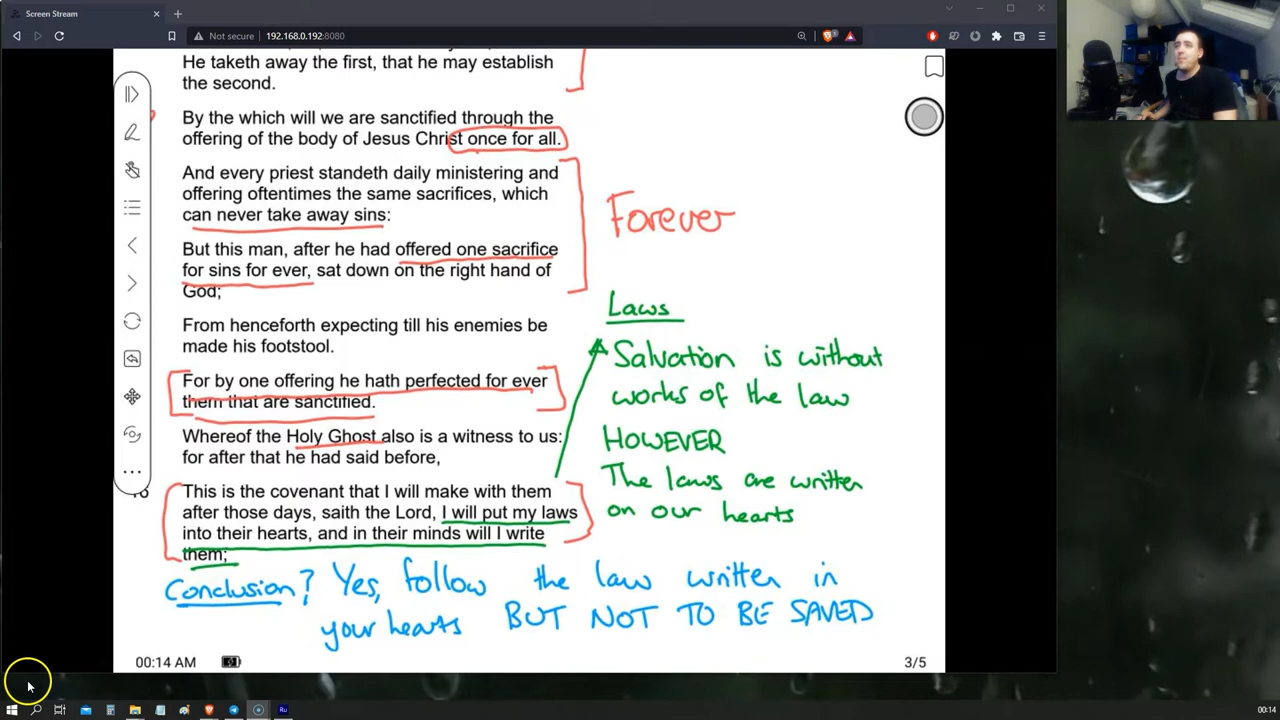 Screen Stream
Not secure
192.168.0.192:8080
He taketh away the first, that he may establish
the second.
By the which will we are sanctified through the
offering of the body of Jesus Christ once for all.
And every priest standeth daily ministering and
offering oftentimes the same sacrifices, which
can never take away sins:
But this man, after he had offered one sacrifice
for sins for ever, sat down on the right hand of
God;
From henceforth expecting till his enemies be
made his footstool.
For by one offering he hath perfected for ever
them that are sanctified.
Whereof the Holy Ghost also is a witness to us:
for after that he had said before,
This is the covenant that I will make with them
after those days, saith the Lord, I will put my laws
into their hearts, and in their minds will I write
them;
Forever
Laws
Salvation is without
works of the law
HOWEVER
The laws are written
on our hearts
Conclusion? Yes, follow the law written in
your hearts BUT NOT TO BE SAVED
00:14 AM
3/5
Ru
00:14